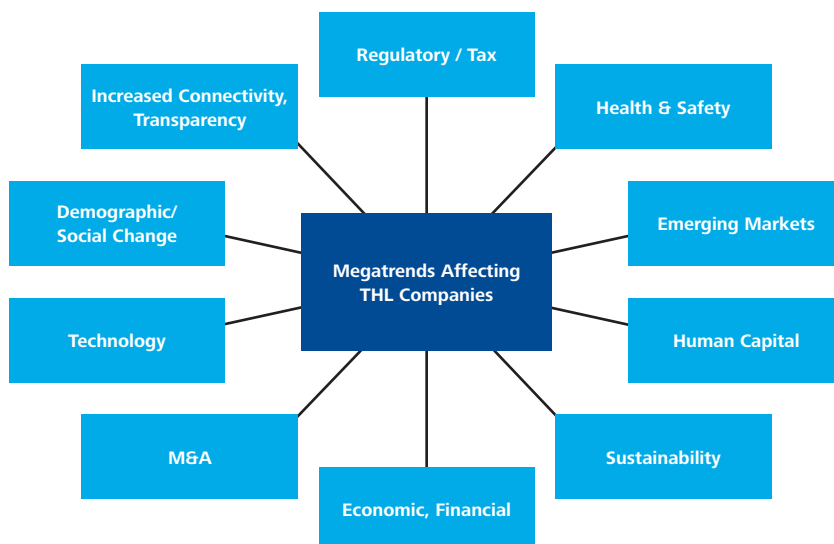 Regulatory / Tax
Increased Connectivity,
Transparency
Health & Safety
Demographic/
Social Change
Emerging Markets
Megatrends Affecting
THL Companies
Technology
Human Capital
M&A
Sustainability
Economic, Financial